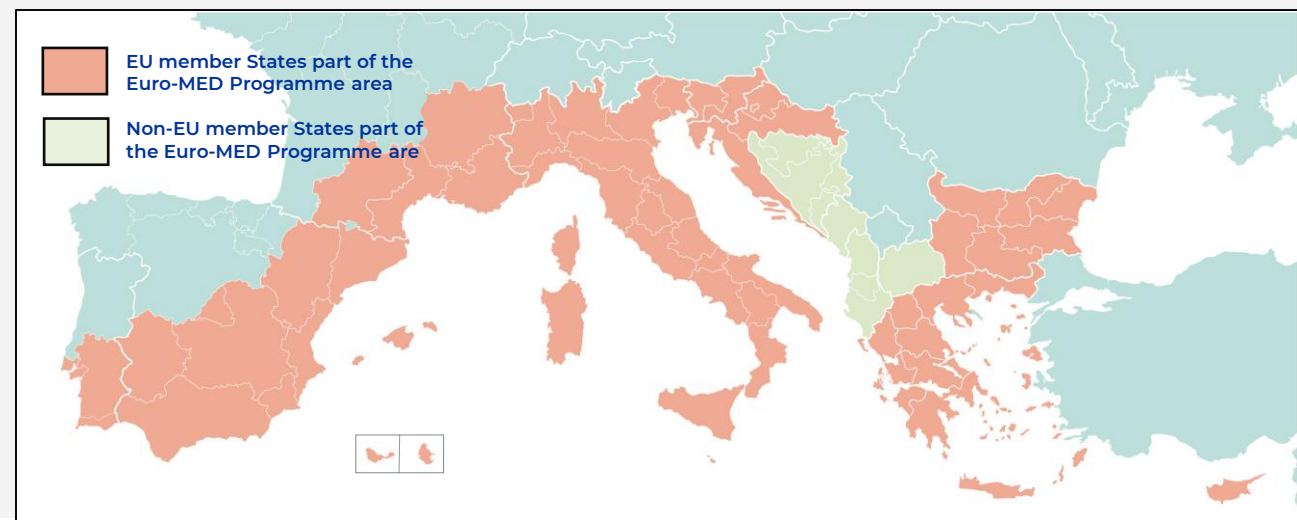 EU member States part of the
Euro-MED Programme area
Non-EU member States part of
the Euro-MED Programme are